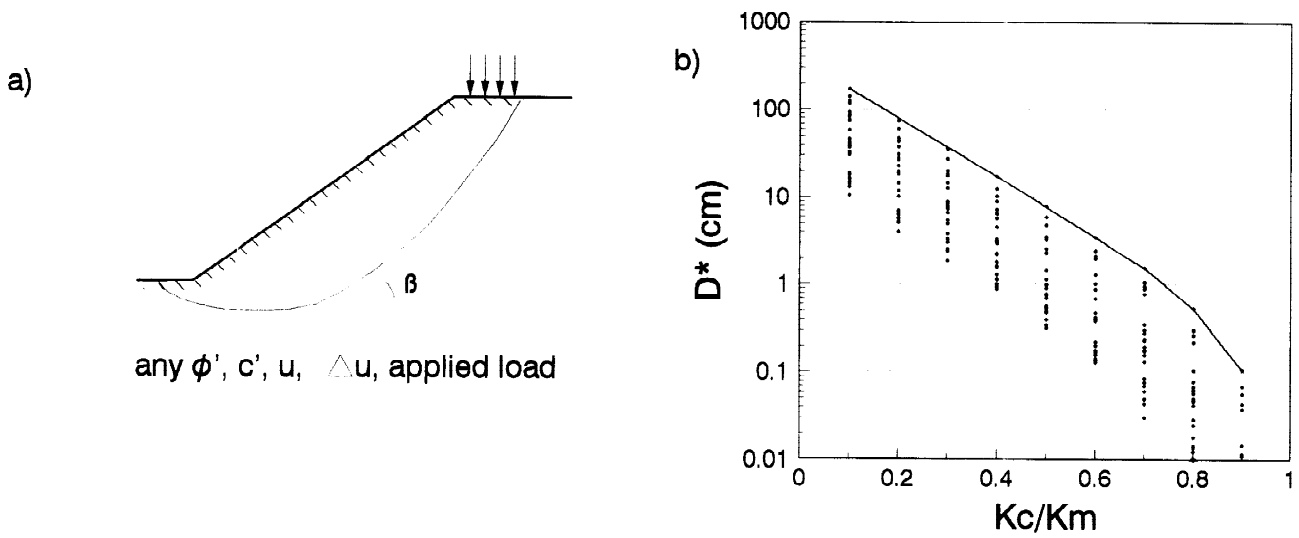 a)
β
any ϕ', c', u, △u, applied load
b)
1000
100
10
1
0.1
0.01
D* (cm)
0 0.2 0.4 0.6 0.8 1
Kc/Km